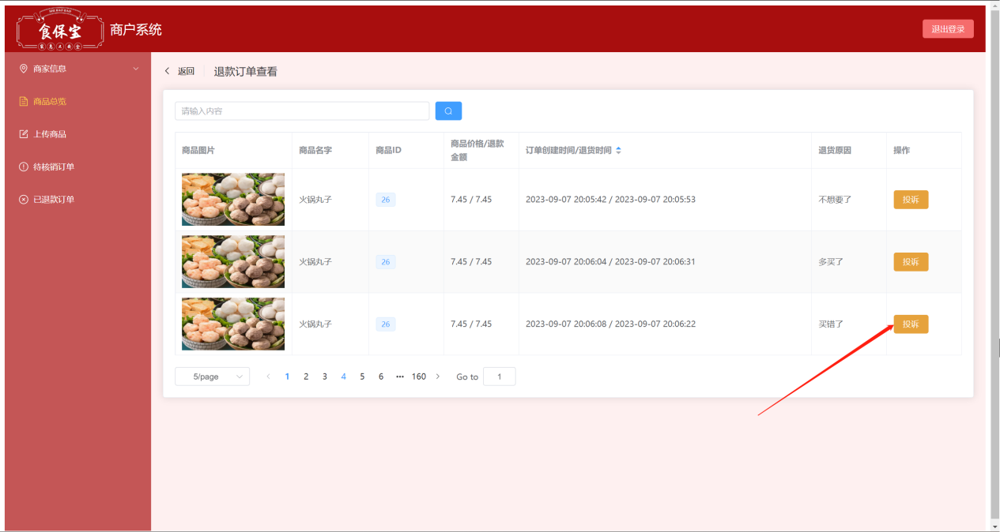 SHI BAO BAO
食保宝
商户系统
退出登录
商家信息
商品总览
上传商品
待核销订单
已退款订单
返回
退款订单查看
请输入内容
商品图片 商品名字 商品ID 商品价格/退款金额 订单创建时间/退货时间 退货原因 操作
火锅丸子 26 7.45 / 7.45 2023-09-07 20:05:42 / 2023-09-07 20:05:53 不想要了 投诉
火锅丸子 26 7.45 / 7.45 2023-09-07 20:06:04 / 2023-09-07 20:06:31 多买了 投诉
火锅丸子 26 7.45 / 7.45 2023-09-07 20:06:08 / 2023-09-07 20:06:22 买错了 投诉
5/page 1 2 3 4 5 6 ••• 160 Go to 1